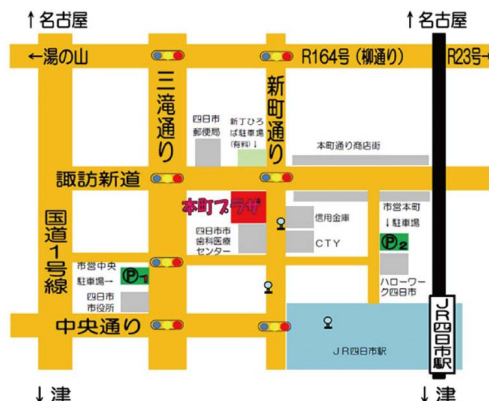 ↑名古屋
↑名古屋
←湯の山
R164号(柳通り)
R23号→
三滝通り
新町通り
四日市
郵便局
新丁ひろ
ば駐車場
(有料)↓
本町通り商店街
諏訪新道
本町プラザ
国道1号線
四日市市
歯科医療
センター
信用金庫
CTY
市営本町
↓駐車場
P2
市営中央
駐車場→
P1
四日市
市役所
ハローワー
ク四日市
中央通り
JR四日市駅
JR四日市駅
↓津
↓津